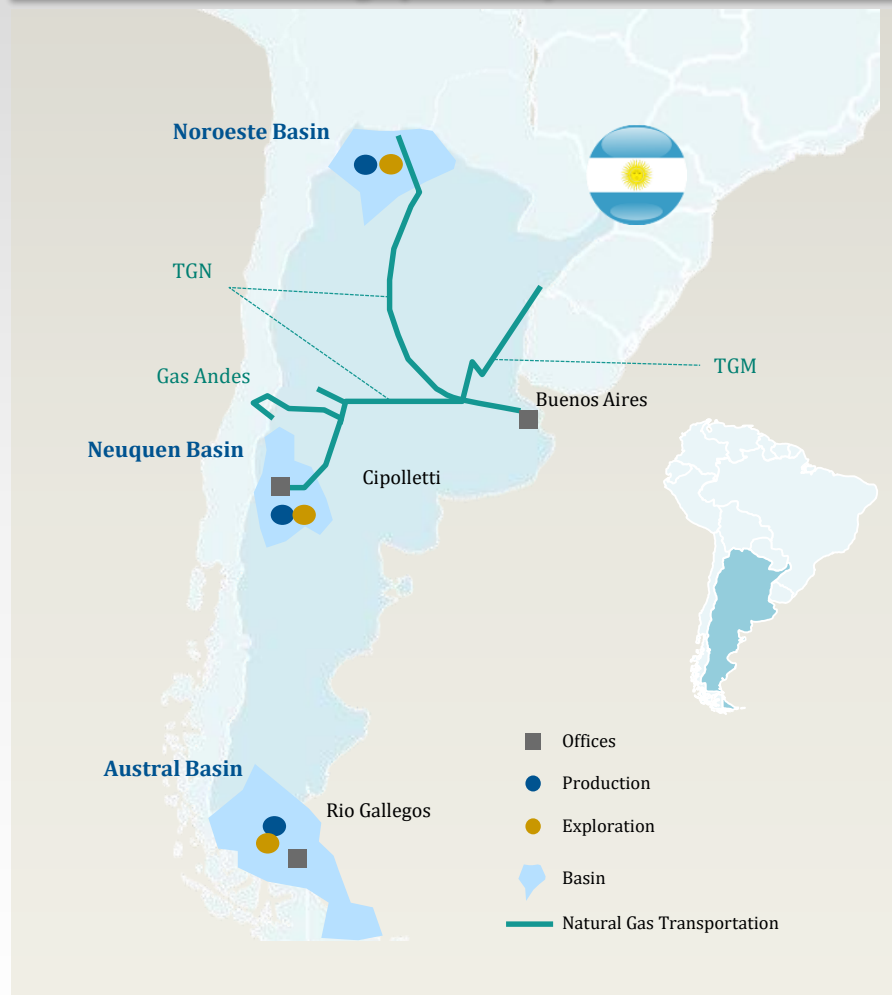 Noroeste Basin
TGN
Gas Andes
TGM
Buenos Aires
Neuquen Basin
Cipolletti
Austral Basin
Rio Gallegos
Offices
Production
Exploration
Basin
Natural Gas Transportation